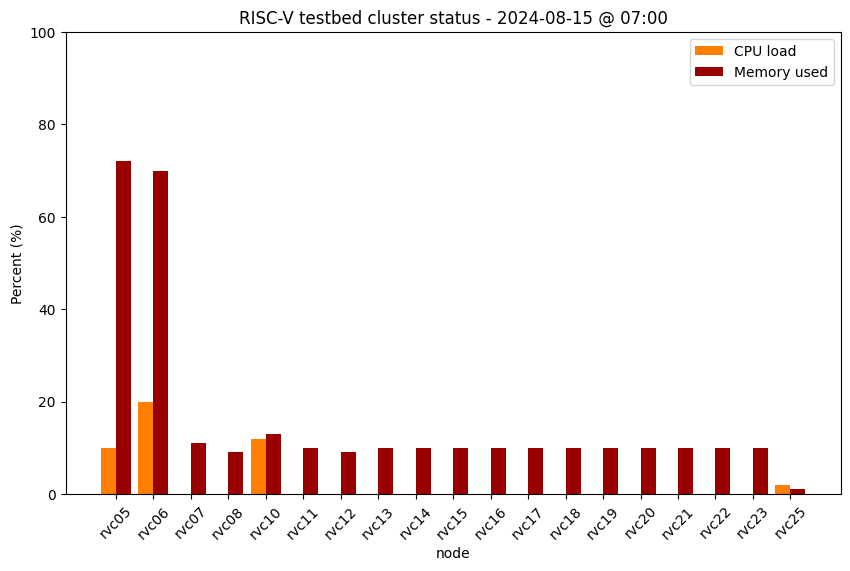 RISC-V testbed cluster status - 2024-08-15 @ 07:00
CPU load
Memory used
Percent (%)
100
80
60
40
20
0
rvc05
rvc06
rvc07
rvc08
rvc10
rvc11
rvc12
rvc13
rvc14
rvc15
rvc16
rvc17
rvc18
rvc19
rvc20
rvc21
rvc22
rvc23
rvc25
node